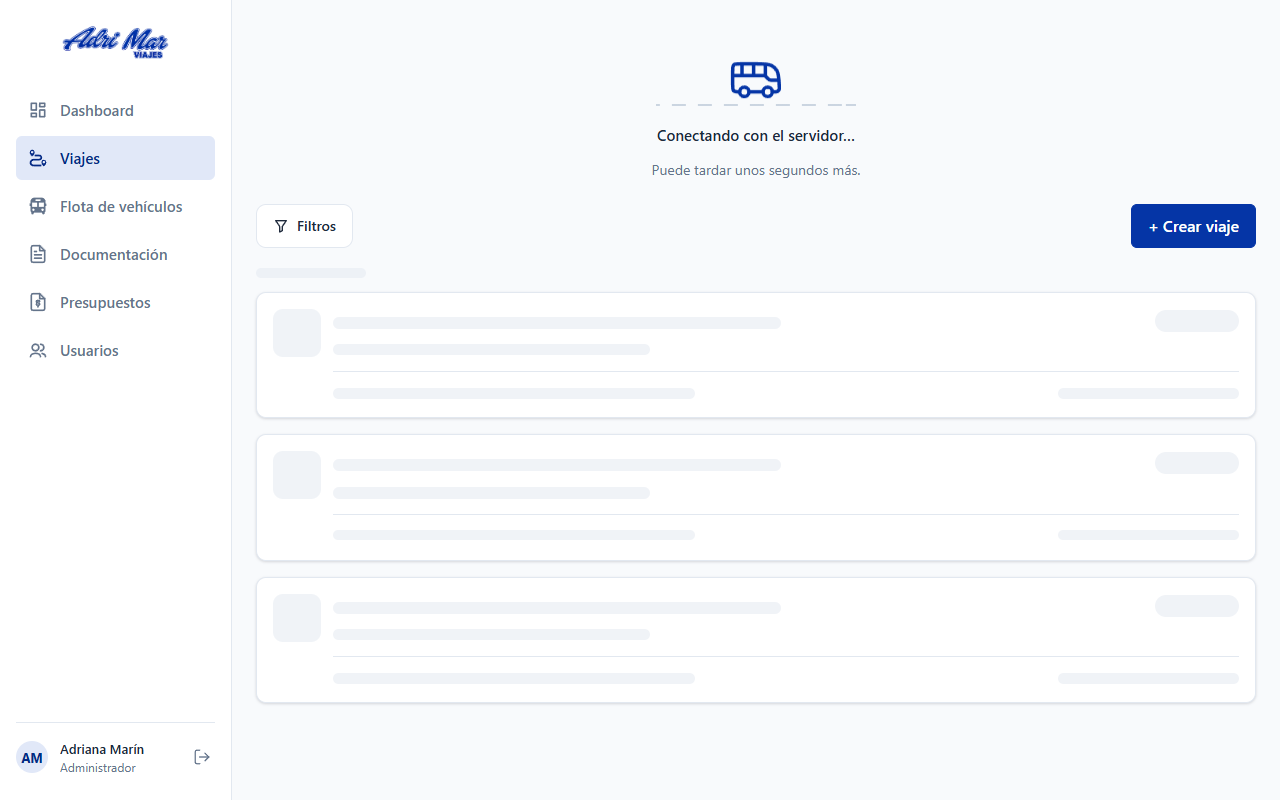 Adri Mar
VIAJES
Dashboard
Viajes
Flota de vehículos
Documentación
Presupuestos
Usuarios
AM
Adriana Marín
Administrador
Conectando con el servidor...
Puede tardar unos segundos más.
Filtros
+ Crear viaje